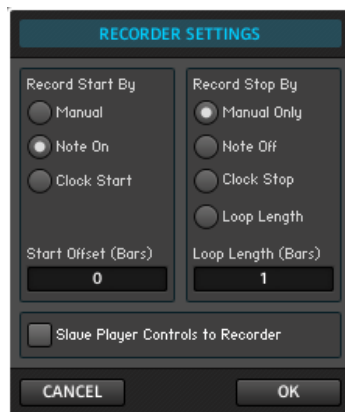 RECORDER SETTINGS
Record Start By
Manual
Note On
Clock Start
Start Offset (Bars)
0
Record Stop By
Manual Only
Note Off
Clock Stop
Loop Length
Loop Length (Bars)
1
Slave Player Controls to Recorder
CANCEL
OK